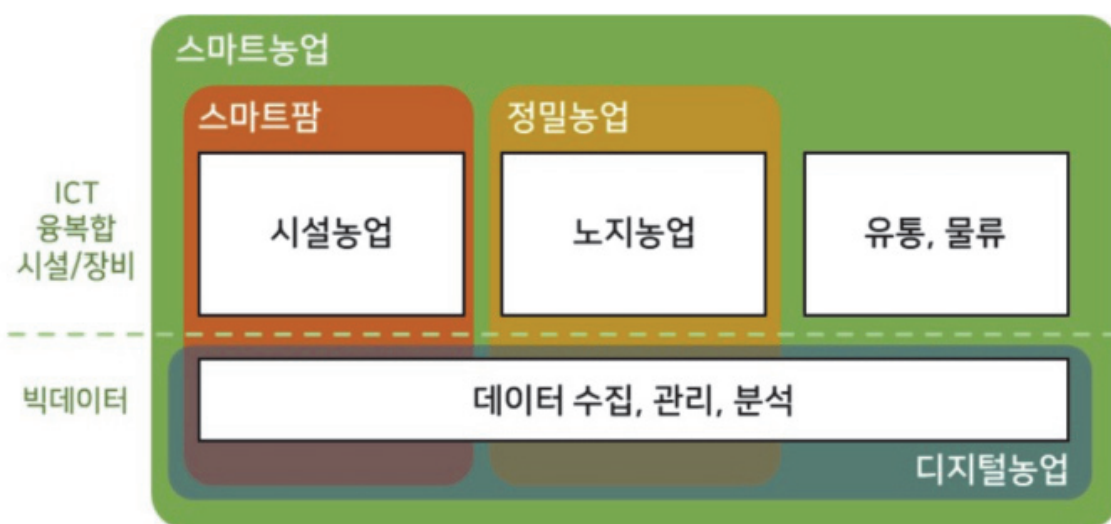 스마트농업
스마트팜
정밀농업
ICT
융복합
시설/장비
시설농업
노지농업
유통, 물류
빅데이터
데이터 수집, 관리, 분석
디지털농업